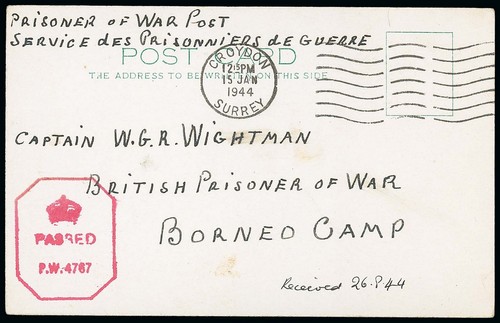 PRISONER OF WAR POST
SERVICE DES PRISONNIERS DE GUERRE
POST CARD
THE ADDRESS TO BE WRITTEN ON THIS SIDE
CROYDON
12 15 PM
15 JAN
1944
SURREY
CAPTAIN W.G.R. WIGHTMAN
BRITISH PRISONER OF WAR
BORNEO CAMP
PASSED
P.W. 4767
Received 26.8.44